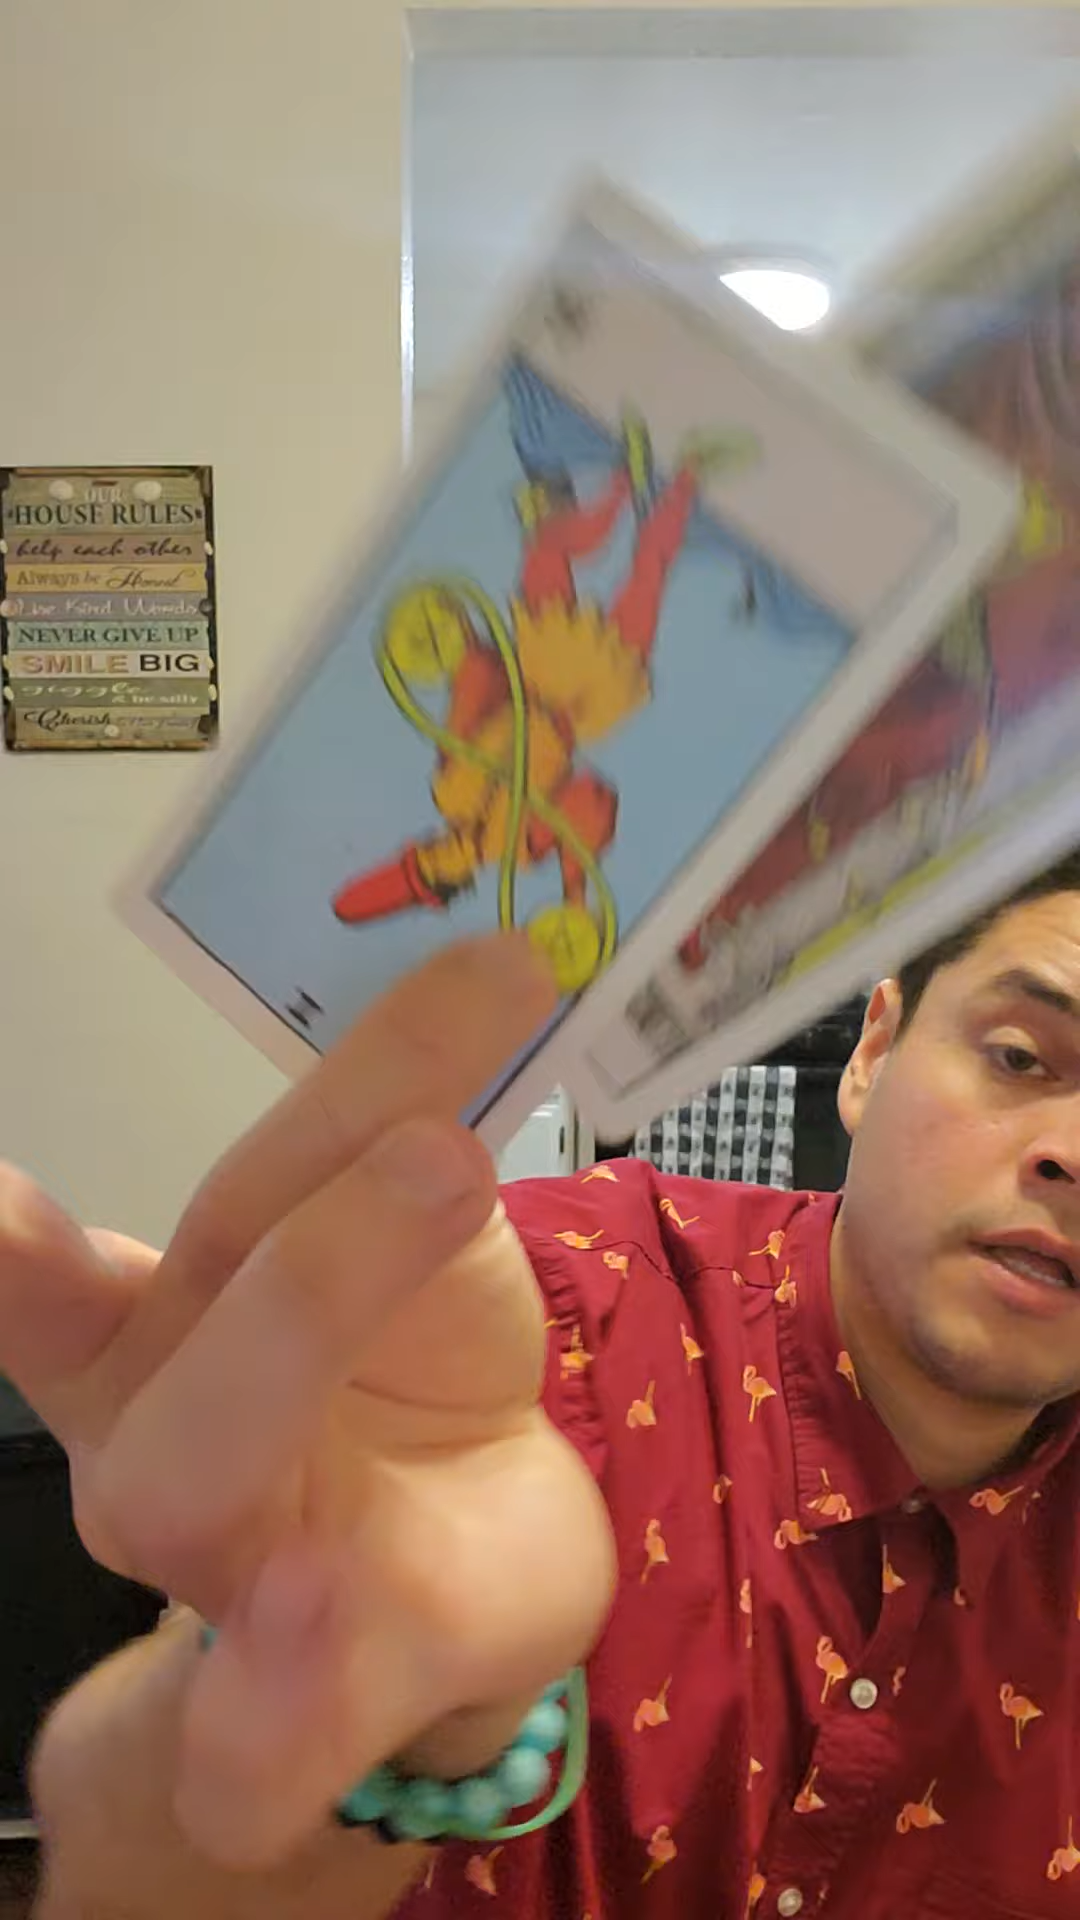 OUR
HOUSE RULES
help each other
Always be Honest
Use Kind Words
NEVER GIVE UP
SMILE BIG
giggle
& be silly
Cherish
II